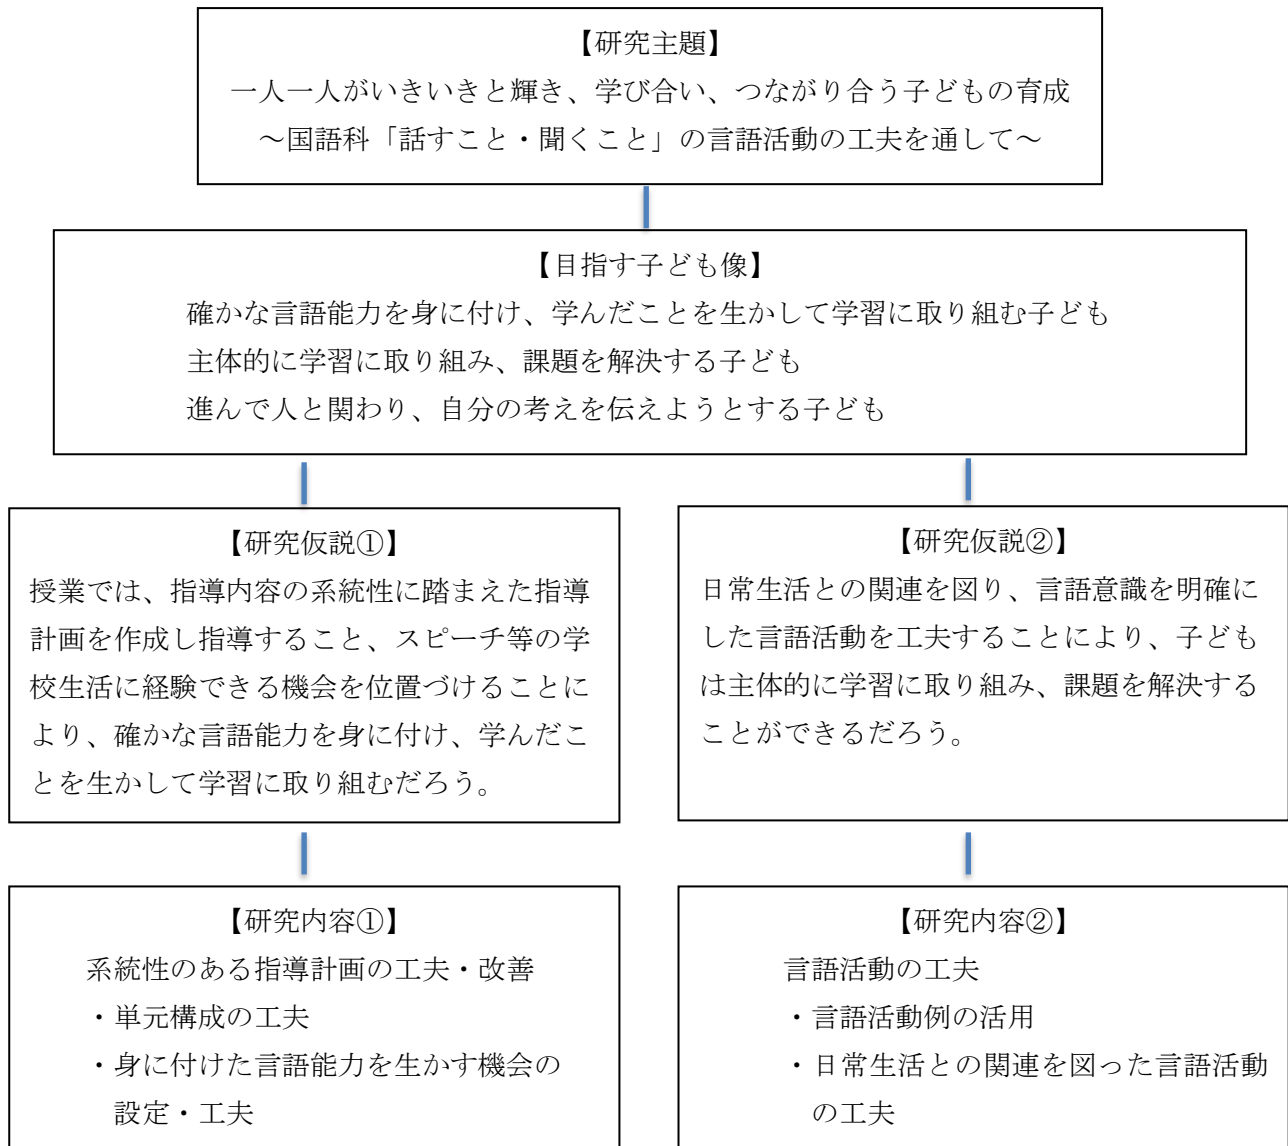 【研究主題】
一人一人がいきいきと輝き、学び合い、つながり合う子どもの育成
～国語科「話すこと・聞くこと」の言語活動の工夫を通して～
【目指す子ども像】
確かな言語能力を身に付け、学んだことを生かして学習に取り組む子ども
主体的に学習に取り組み、課題を解決する子ども
進んで人と関わり、自分の考えを伝えようとする子ども
【研究仮説①】
授業では、指導内容の系統性に踏まえた指導
計画を作成し指導すること、スピーチ等の学
校生活に経験できる機会を位置づけることに
より、確かな言語能力を身に付け、学んだこ
とを生かして学習に取り組むだろう。
【研究仮説②】
日常生活との関連を図り、言語意識を明確に
した言語活動を工夫することにより、子ども
は主体的に学習に取り組み、課題を解決する
ことができるだろう。
【研究内容①】
系統性のある指導計画の工夫・改善
・単元構成の工夫
・身に付けた言語能力を生かす機会の
設定・工夫
【研究内容②】
言語活動の工夫
・言語活動例の活用
・日常生活との関連を図った言語活動
の工夫